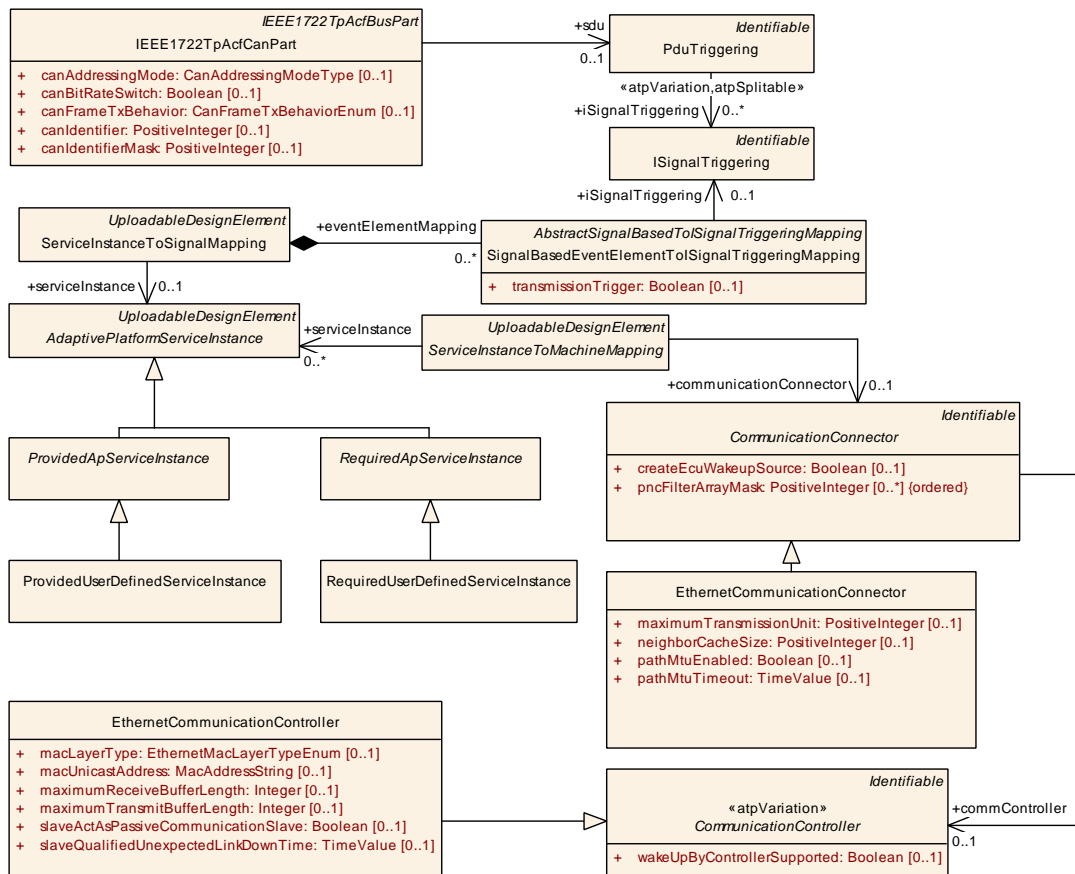 IEEE1722TpAcfBusPart
IEEE1722TpAcfCanPart
+ canAddressingMode: CanAddressingModeType [0..1]
+ canBitRateSwitch: Boolean [0..1]
+ canFrameTxBehavior: CanFrameTxBehaviorEnum [0..1]
+ canIdentifier: PositiveInteger [0..1]
+ canIdentifierMask: PositiveInteger [0..1]
+sdu
0..1
Identifiable
PduTriggering
«atpVariation,atpSplitable»
+iSignalTriggering 0..*
Identifiable
ISignalTriggering
+iSignalTriggering 0..1
UploadableDesignElement
ServiceInstanceToSignalMapping
+eventElementMapping
0..*
AbstractSignalBasedToISignalTriggeringMapping
SignalBasedEventElementToISignalTriggeringMapping
+ transmissionTrigger: Boolean [0..1]
+serviceInstance 0..1
UploadableDesignElement
AdaptivePlatformServiceInstance
+serviceInstance
0..*
UploadableDesignElement
ServiceInstanceToMachineMapping
+communicationConnector 0..1
Identifiable
CommunicationConnector
+ createEcuWakeupSource: Boolean [0..1]
+ pncFilterArrayMask: PositiveInteger [0..*] {ordered}
ProvidedApServiceInstance
RequiredApServiceInstance
ProvidedUserDefinedServiceInstance
RequiredUserDefinedServiceInstance
EthernetCommunicationConnector
+ maximumTransmissionUnit: PositiveInteger [0..1]
+ neighborCacheSize: PositiveInteger [0..1]
+ pathMtuEnabled: Boolean [0..1]
+ pathMtuTimeout: TimeValue [0..1]
EthernetCommunicationController
+ macLayerType: EthernetMacLayerTypeEnum [0..1]
+ macUnicastAddress: MacAddressString [0..1]
+ maximumReceiveBufferLength: Integer [0..1]
+ maximumTransmitBufferLength: Integer [0..1]
+ slaveActAsPassiveCommunicationSlave: Boolean [0..1]
+ slaveQualifiedUnexpectedLinkDownTime: TimeValue [0..1]
Identifiable
«atpVariation»
CommunicationController
+ wakeUpByControllerSupported: Boolean [0..1]
+commController
0..1